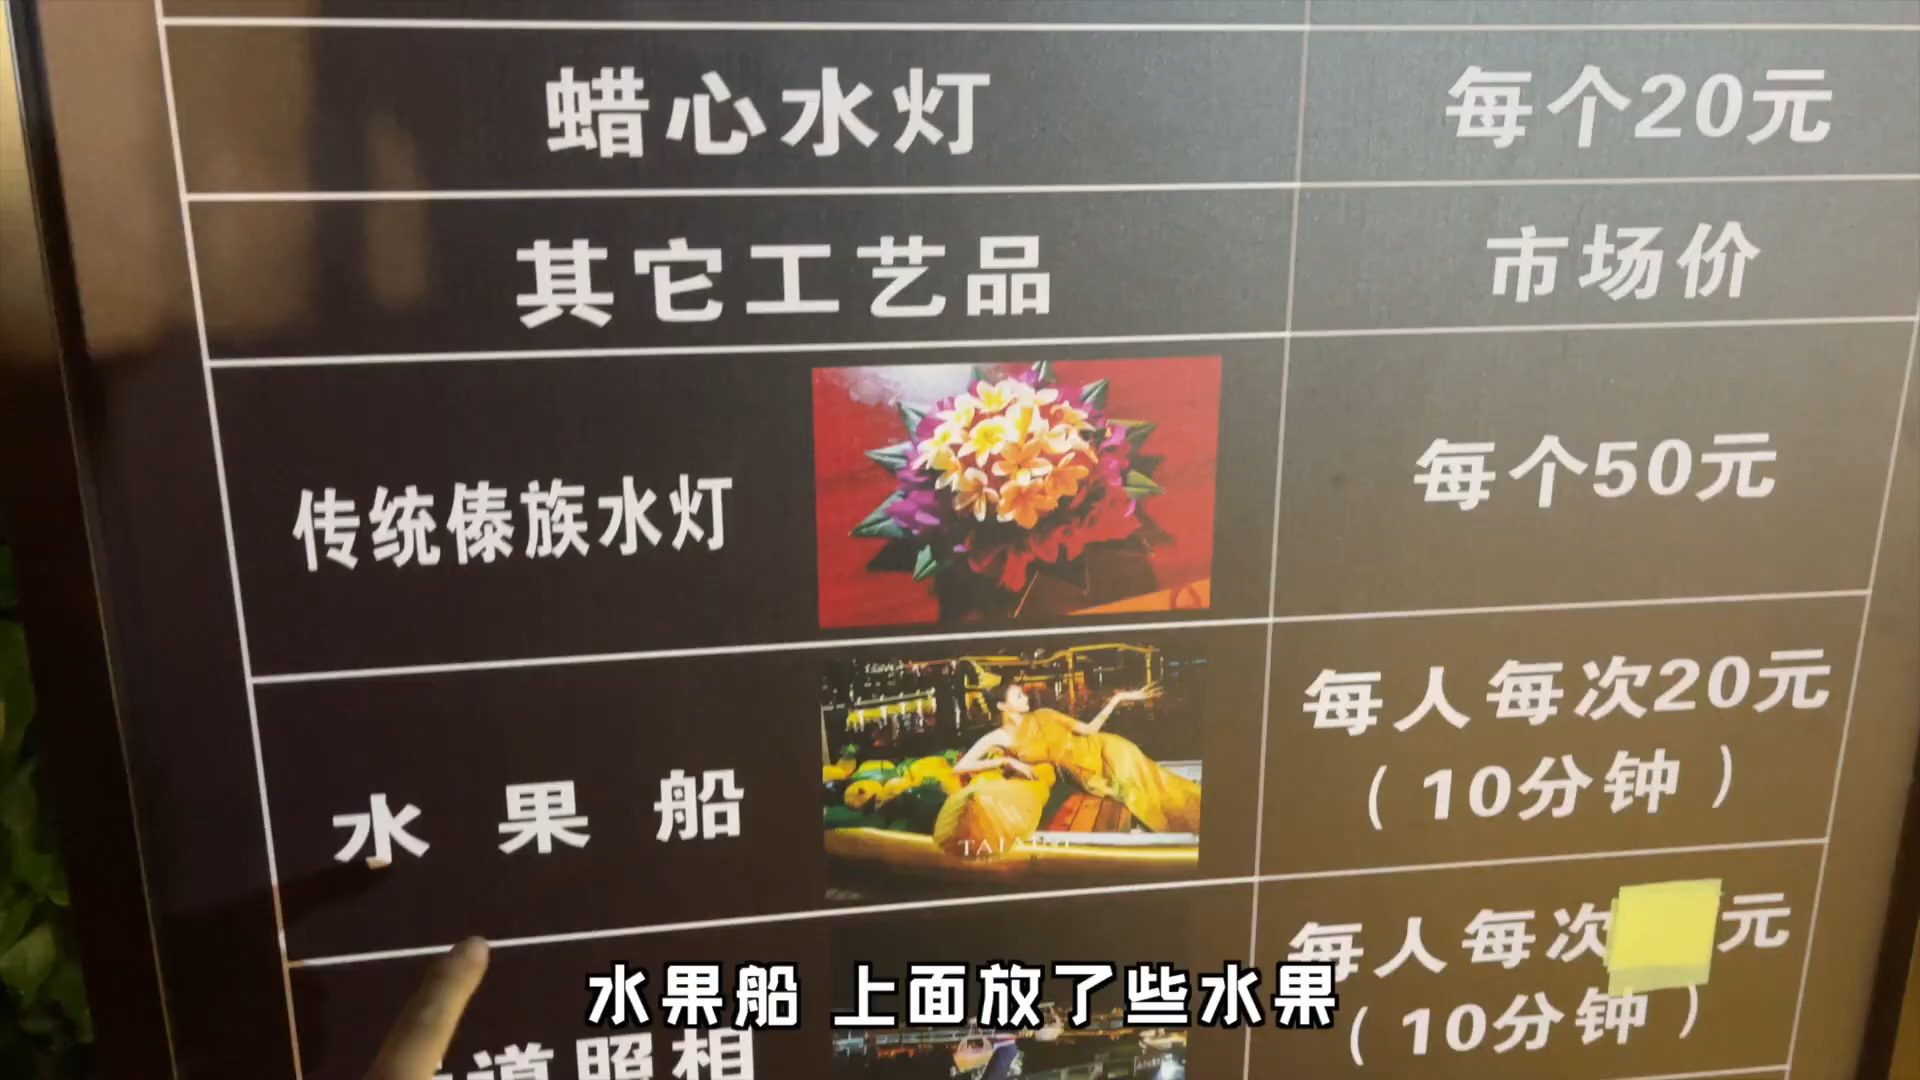 蜡心水灯 每个20元
其它工艺品 市场价
传统傣族水灯 每个50元
水果船 每人每次20元
（10分钟）
每人每次 元
（10分钟）
道照相
水果船 上面放了些水果